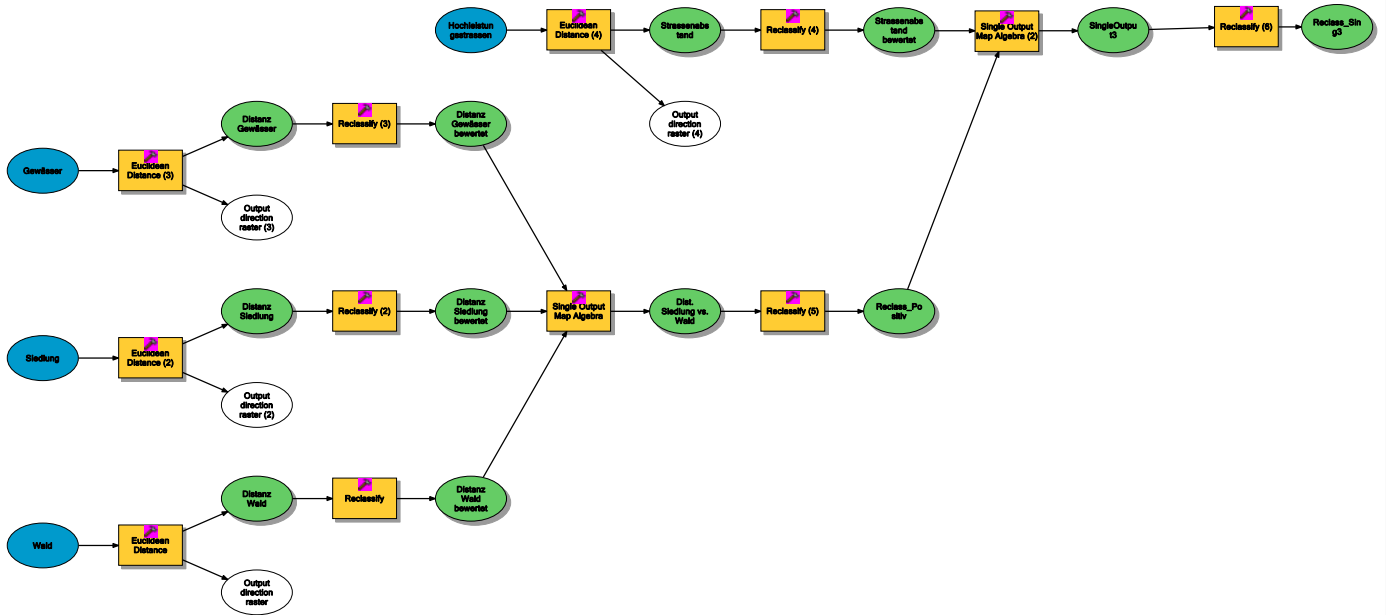 Hochleistun
gsstrassen
Euclidean
Distance (4)
Strassenabs
tand
Reclassify (4)
Strassenabs
tand
bewertet
Single Output
Map Algebra (2)
SingleOutpu
t3
Reclassify (6)
Reclass_Sin
g3
Output
direction
raster (4)
Distanz
Gewässer
Reclassify (3)
Distanz
Gewässer
bewertet
Gewässer
Euclidean
Distance (3)
Output
direction
raster (3)
Distanz
Siedlung
Reclassify (2)
Distanz
Siedlung
bewertet
Single Output
Map Algebra
Dist.
Siedlung vs.
Wald
Reclassify (5)
Reclass_Po
sitiv
Siedlung
Euclidean
Distance (2)
Output
direction
raster (2)
Distanz
Wald
Reclassify
Distanz
Wald
bewertet
Wald
Euclidean
Distance
Output
direction
raster